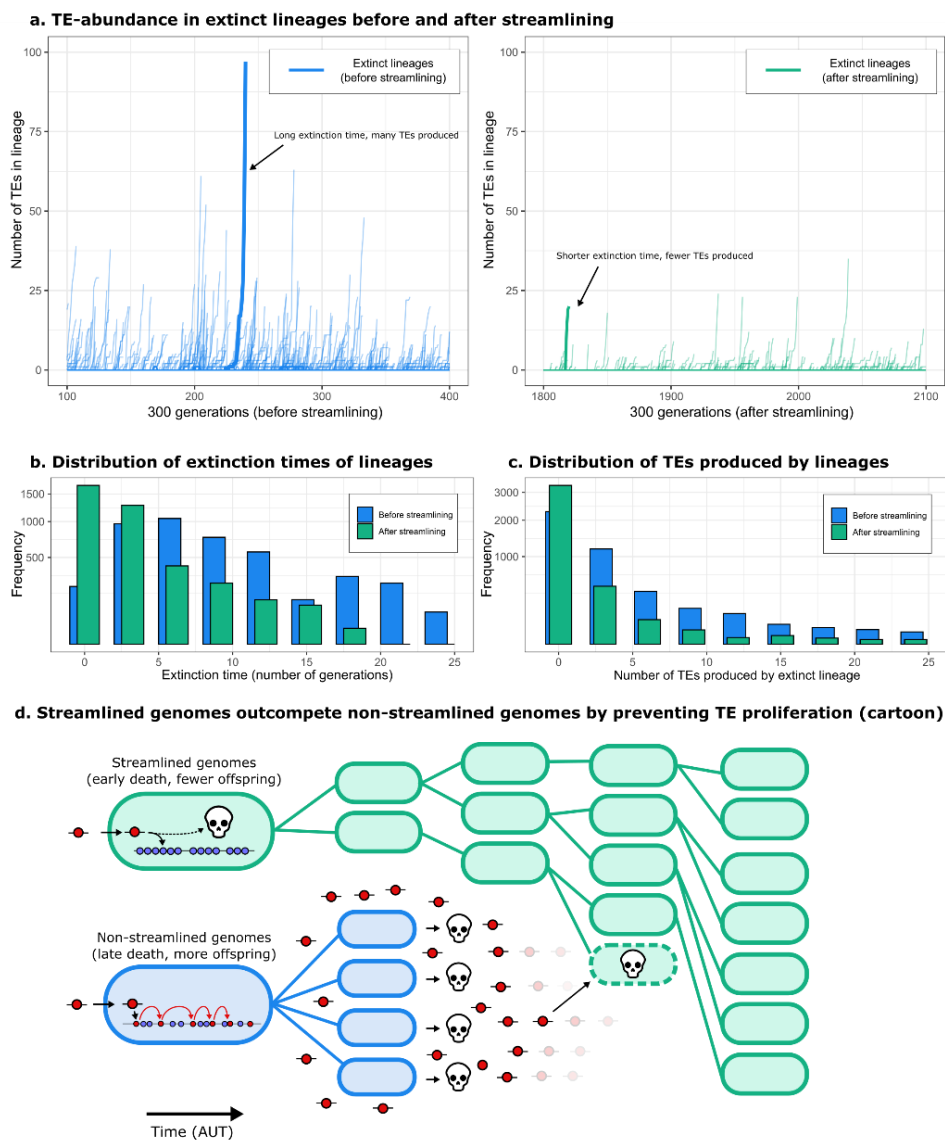 a. TE-abundance in extinct lineages before and after streamlining
Number of TEs in lineage
100
75
50
25
0
Extinct lineages
(before streamlining)
Long extinction time, many TEs produced
100
200
300
400
300 generations (before streamlining)
Number of TEs in lineage
100
75
50
25
0
Extinct lineages
(after streamlining)
Shorter extinction time, fewer TEs produced
1800
1900
2000
2100
300 generations (after streamlining)
b. Distribution of extinction times of lineages
Frequency
1500
1000
500
Before streamlining
After streamlining
0
5
10
15
20
25
Extinction time (number of generations)
c. Distribution of TEs produced by lineages
Frequency
3000
2000
1000
Before streamlining
After streamlining
0
5
10
15
20
25
Number of TEs produced by extinct lineage
d. Streamlined genomes outcompete non-streamlined genomes by preventing TE proliferation (cartoon)
Streamlined genomes
(early death, fewer offspring)
Non-streamlined genomes
(late death, more offspring)
Time (AUT)